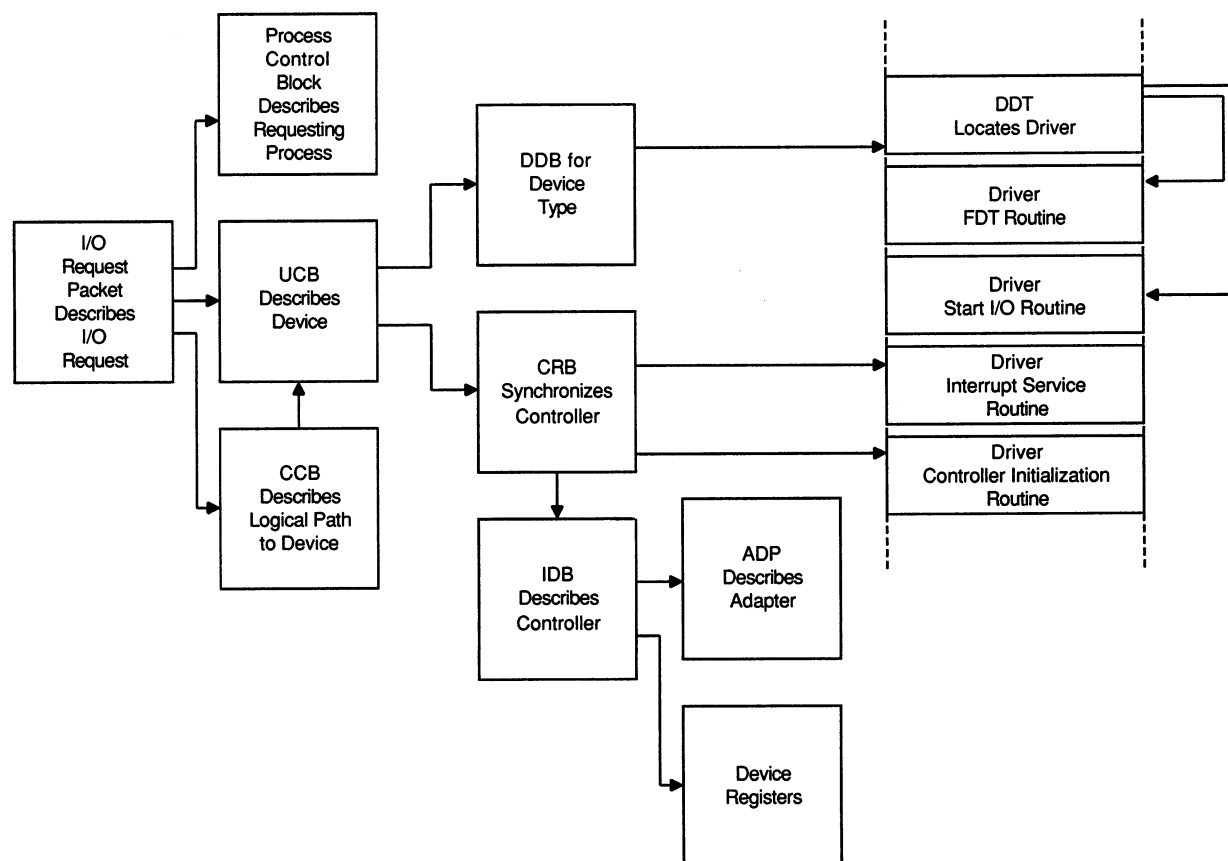 Process
Control
Block
Describes
Requesting
Process
I/O
Request
Packet
Describes
I/O
Request
UCB
Describes
Device
CCB
Describes
Logical Path
to Device
DDB for
Device
Type
CRB
Synchronizes
Controller
IDB
Describes
Controller
ADP
Describes
Adapter
Device
Registers
DDT
Locates Driver
Driver
FDT Routine
Driver
Start I/O Routine
Driver
Interrupt Service
Routine
Driver
Controller Initialization
Routine